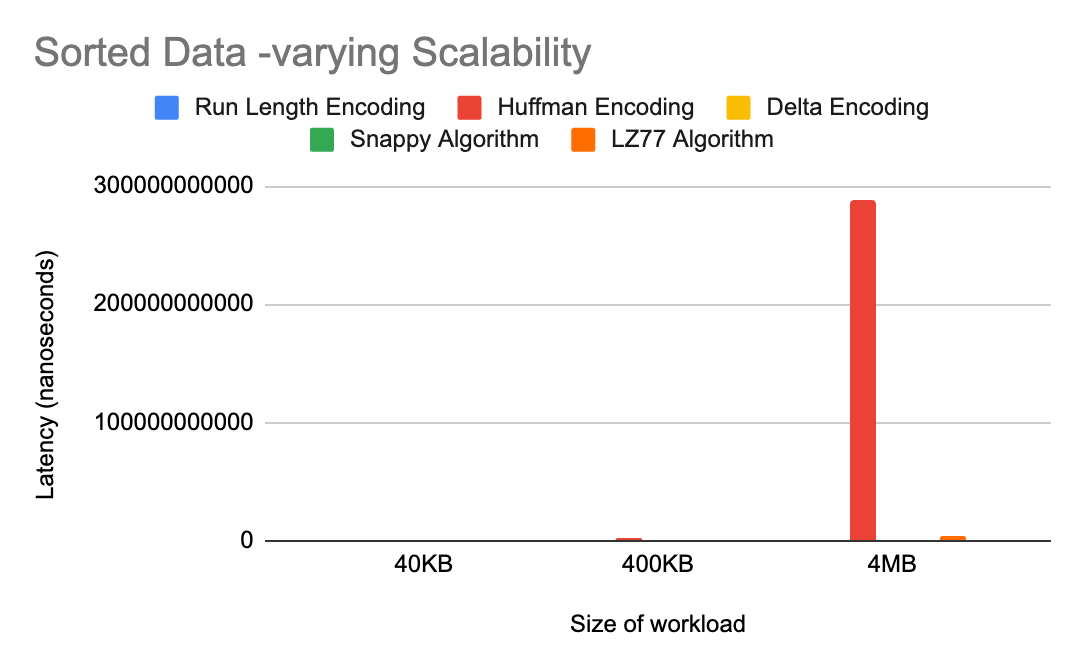 Sorted Data -varying Scalability
Run Length Encoding Huffman Encoding Delta Encoding
Snappy Algorithm LZ77 Algorithm
300000000000
200000000000
100000000000
0
Latency (nanoseconds)
40KB 400KB 4MB
Size of workload